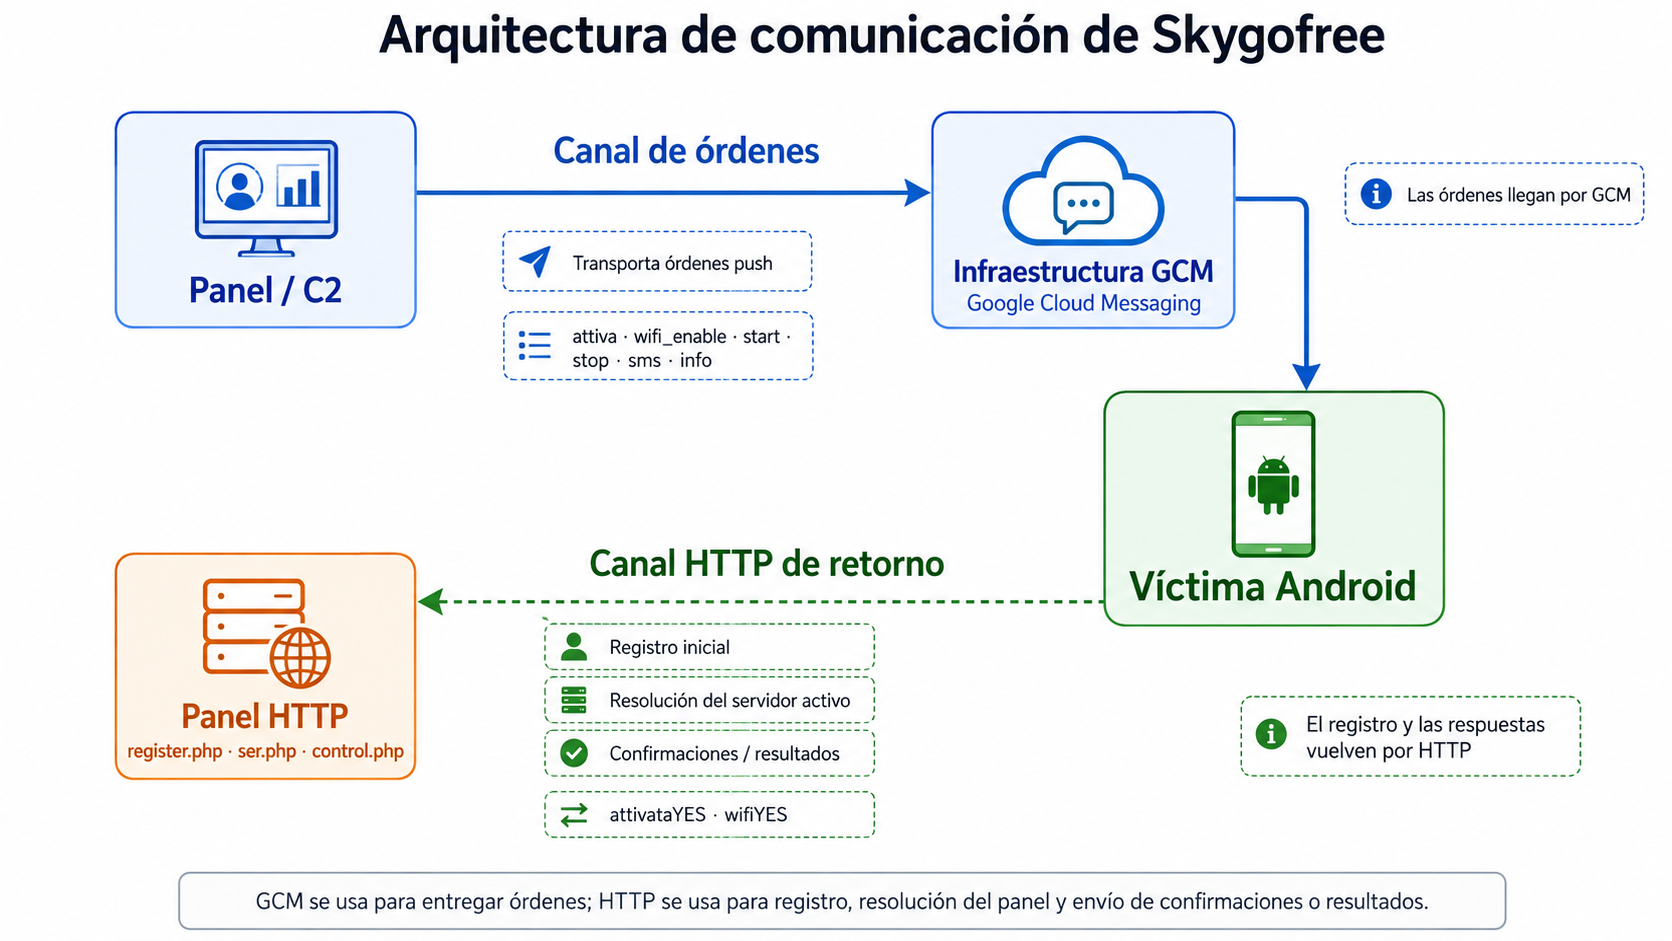 Arquitectura de comunicación de Skygofree
Panel / C2
Canal de órdenes
Transporta órdenes push
attiva · wifi_enable · start ·
stop · sms · info
Infraestructura GCM
Google Cloud Messaging
Las órdenes llegan por GCM
Víctima Android
Canal HTTP de retorno
Registro inicial
Resolución del servidor activo
Confirmaciones / resultados
attivataYES · wifiYES
Panel HTTP
register.php · ser.php · control.php
El registro y las respuestas
vuelven por HTTP
GCM se usa para entregar órdenes; HTTP se usa para registro, resolución del panel y envío de confirmaciones o resultados.